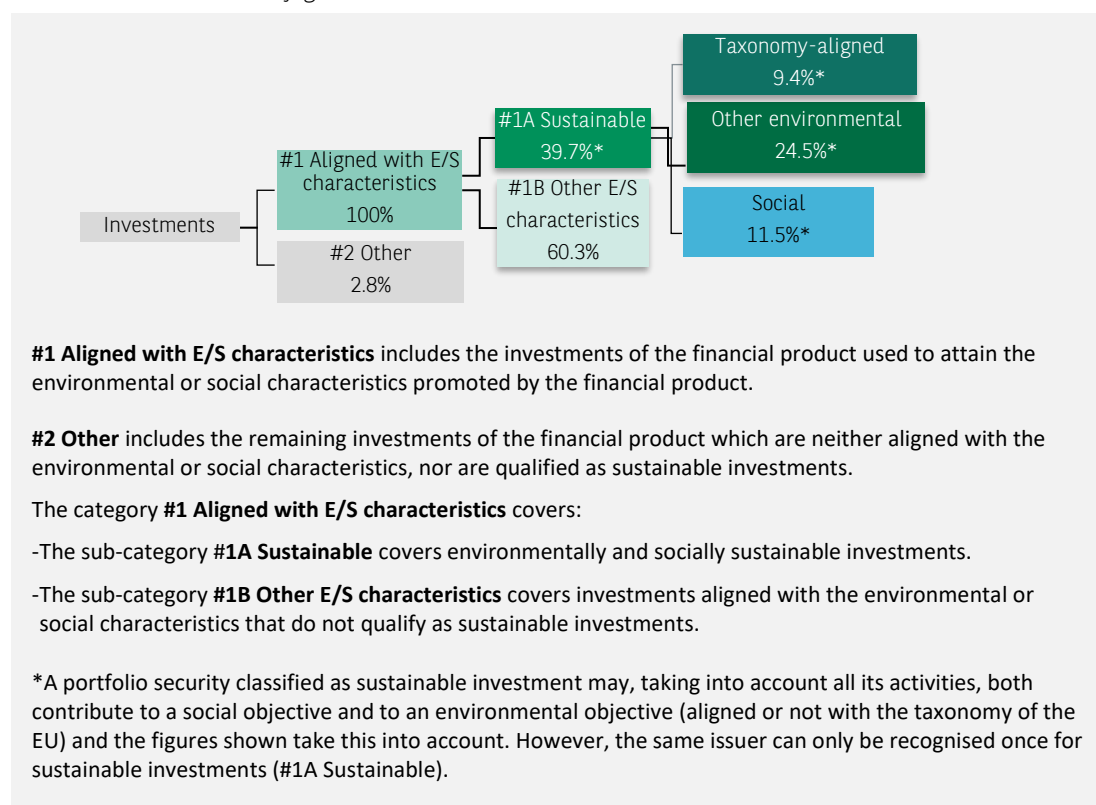 Taxonomy-aligned
9.4%*
#1A Sustainable
39.7%*
Other environmental
24.5%*
#1 Aligned with E/S
characteristics
100%
#1B Other E/S
characteristics
60.3%
Social
11.5%*
Investments
#2 Other
2.8%
#1 Aligned with E/S characteristics includes the investments of the financial product used to attain the
environmental or social characteristics promoted by the financial product.
#2 Other includes the remaining investments of the financial product which are neither aligned with the
environmental or social characteristics, nor are qualified as sustainable investments.
The category #1 Aligned with E/S characteristics covers:
-The sub-category #1A Sustainable covers environmentally and socially sustainable investments.
-The sub-category #1B Other E/S characteristics covers investments aligned with the environmental or
social characteristics that do not qualify as sustainable investments.
*A portfolio security classified as sustainable investment may, taking into account all its activities, both
contribute to a social objective and to an environmental objective (aligned or not with the taxonomy of the
EU) and the figures shown take this into account. However, the same issuer can only be recognised once for
sustainable investments (#1A Sustainable).